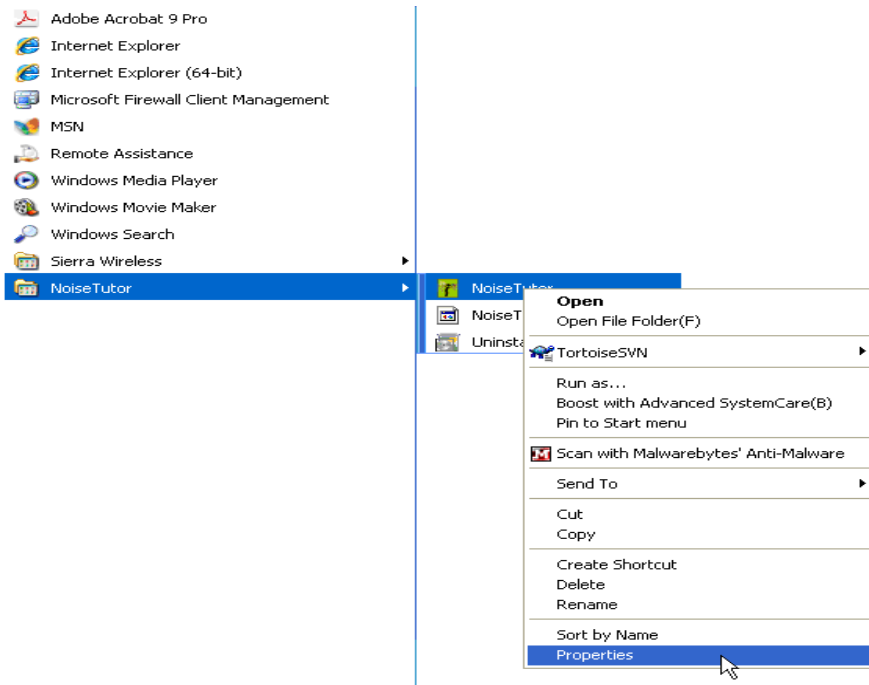 Adobe Acrobat 9 Pro
Internet Explorer
Internet Explorer (64-bit)
Microsoft Firewall Client Management
MSN
Remote Assistance
Windows Media Player
Windows Movie Maker
Windows Search
Sierra Wireless
NoiseTutor
NoiseTutor
NoiseT
Uninsta
Open
Open File Folder(F)
TortoiseSVN
Run as...
Boost with Advanced SystemCare(B)
Pin to Start menu
Scan with Malwarebytes' Anti-Malware
Send To
Cut
Copy
Create Shortcut
Delete
Rename
Sort by Name
Properties